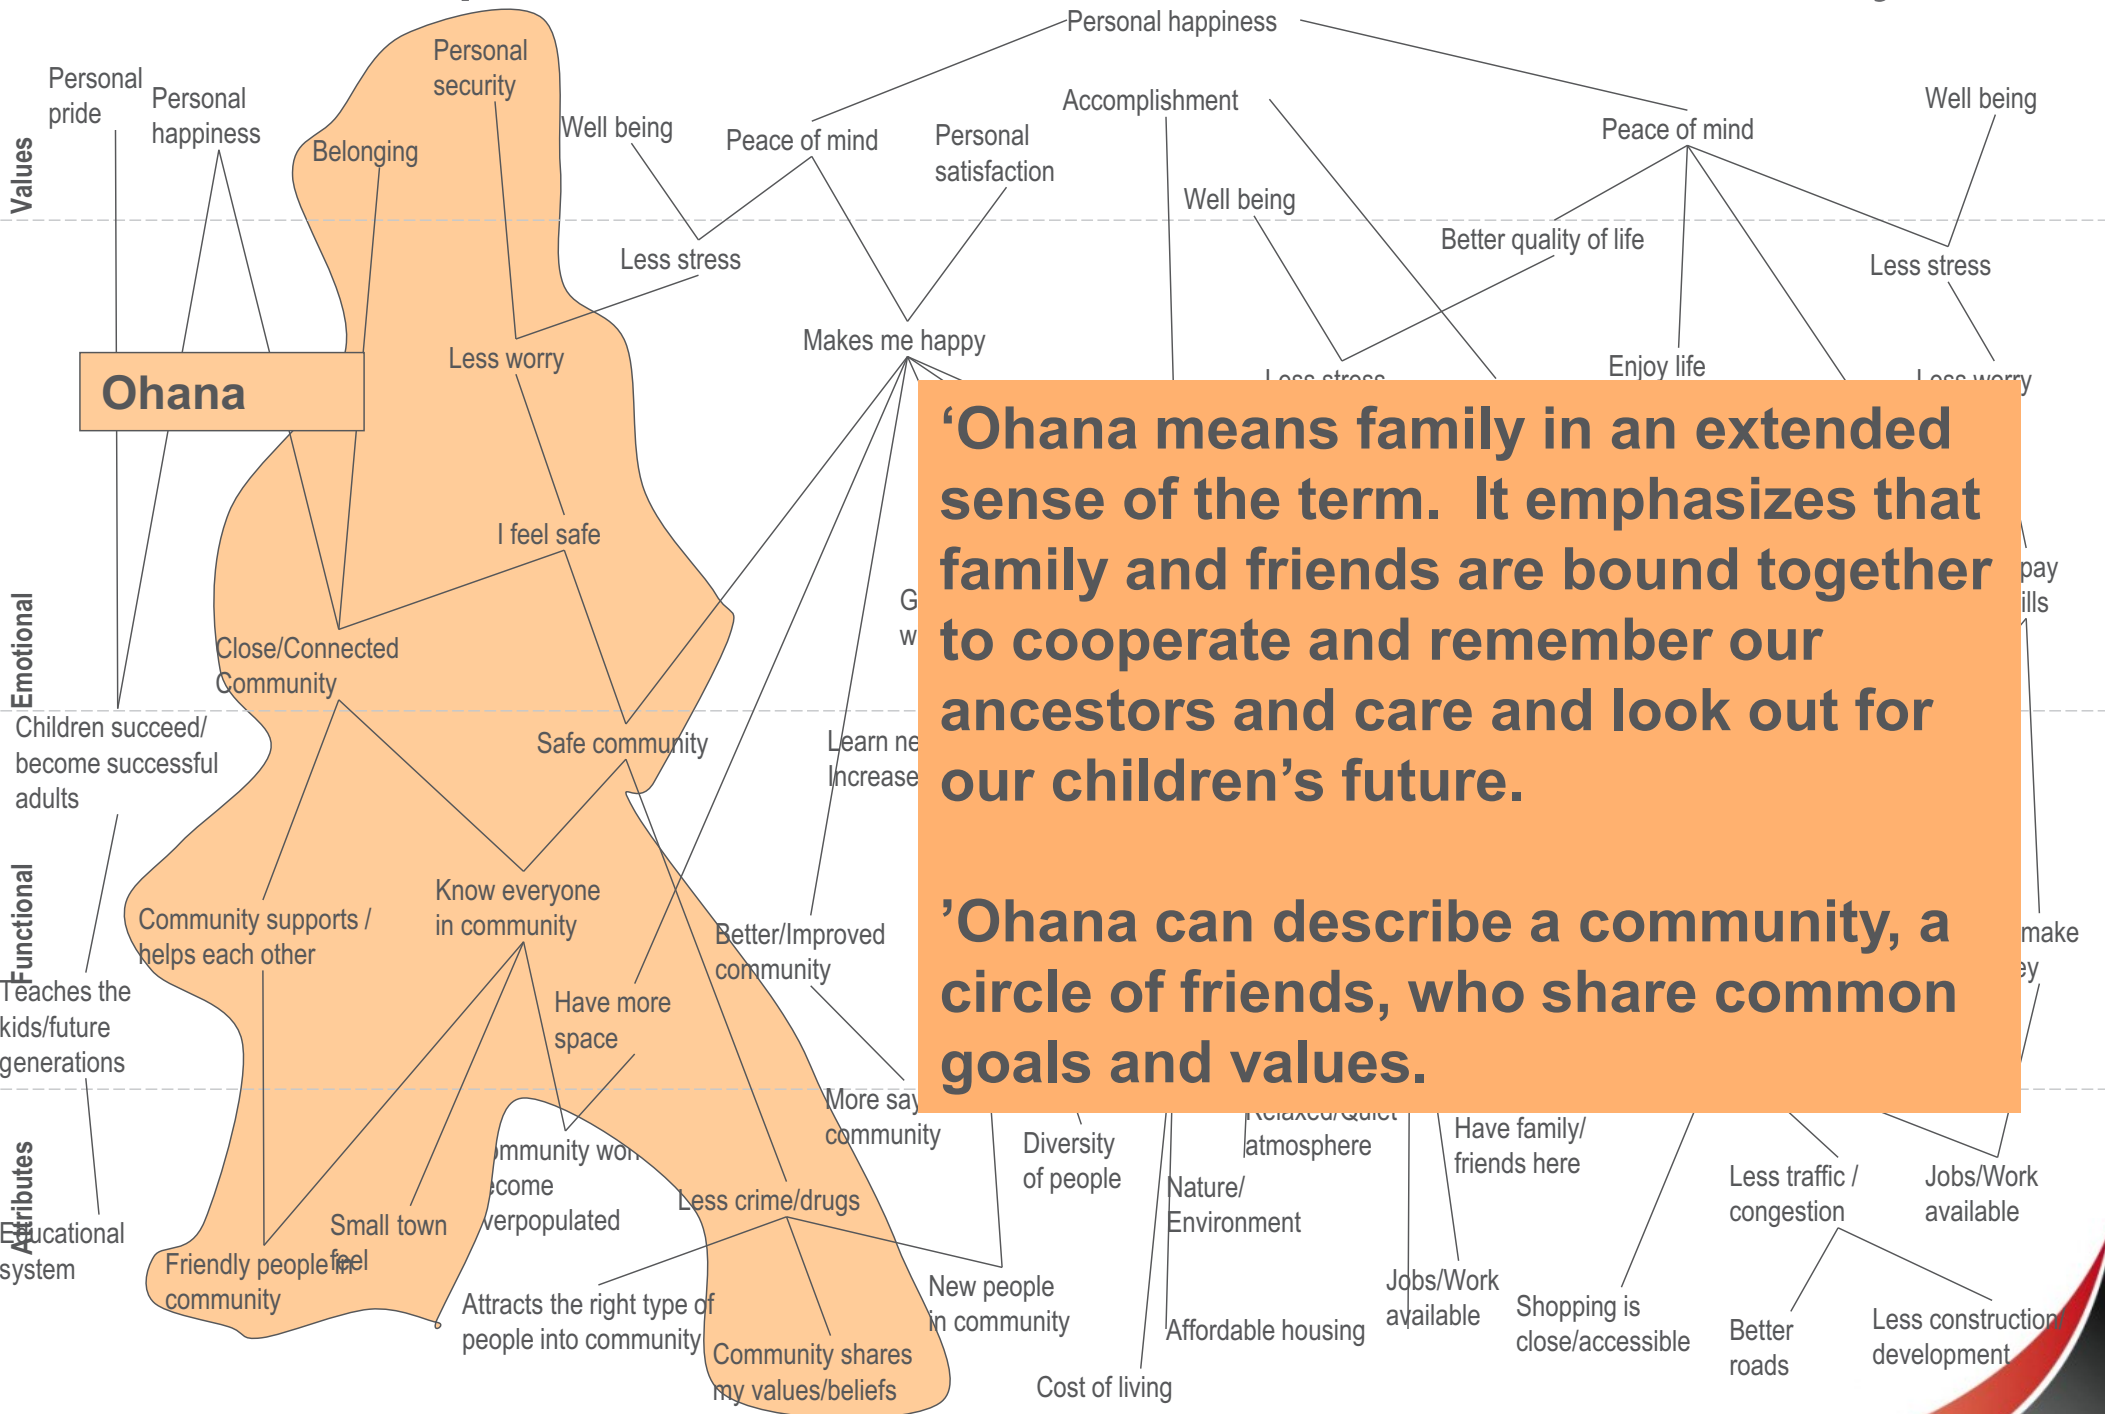 Personal happiness
Personal
security
Personal
pride
Personal
happiness
Belonging
Well being
Peace of mind
Personal
satisfaction
Accomplishment
Well being
Peace of mind
Well being
Values
Less stress
Better quality of life
Less stress
Makes me happy
Less worry
Less stress
Enjoy life
Less worry
Ohana
‘Ohana means family in an extended
sense of the term. It emphasizes that
family and friends are bound together
to cooperate and remember our
ancestors and care and look out for
our children’s future.
’Ohana can describe a community, a
circle of friends, who share common
goals and values.
I feel safe
pay
Emotional
Close/Connected
Community
Children succeed/
become successful
adults
Safe community
Learn
Increase
Functional
Community supports /
helps each other
Know everyone
in community
Better/Improved
community
make
Teaches the
kids/future
generations
Have more
space
More say
community
Diversity
of people
Relaxed/Quiet
atmosphere
Have family/
friends here
Attributes
overpopulated
Less crime/drugs
Nature/
Environment
Less traffic /
congestion
Jobs/Work
available
Educational
system
Small town
feel
Friendly people in
community
Attracts the right type of
people into community
New people
in community
Community shares
my values/beliefs
Cost of living
Affordable housing
Jobs/Work
available
Shopping is
close/accessible
Better
roads
Less construction/
development